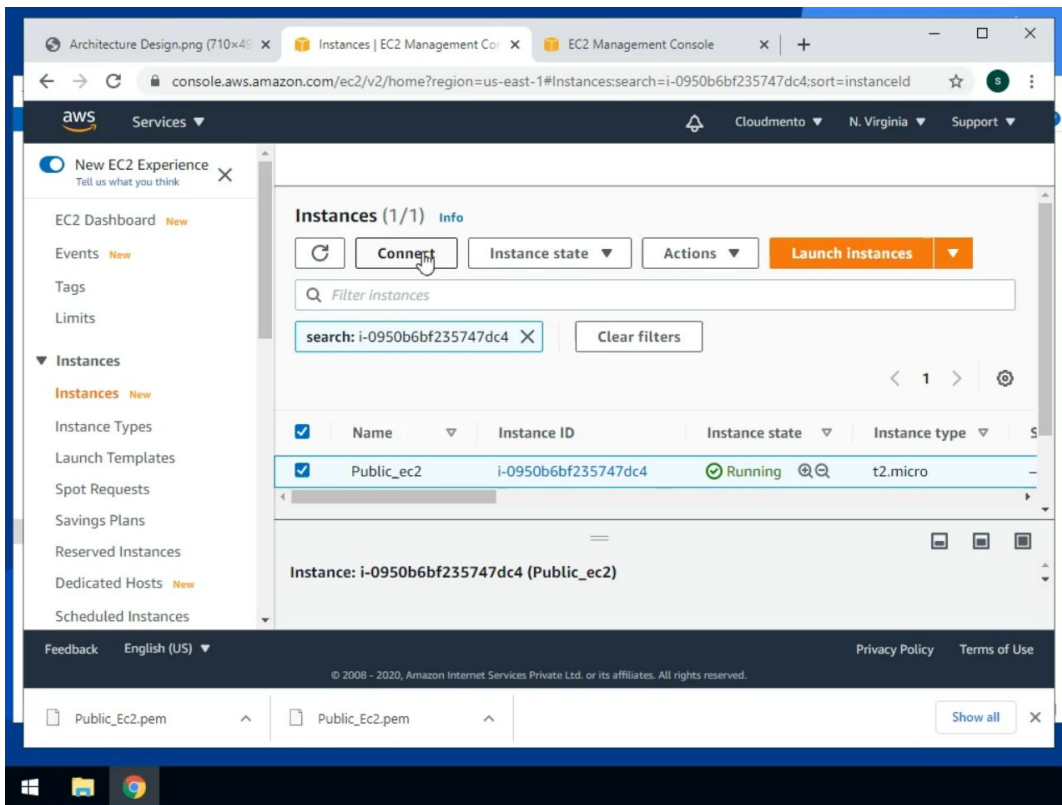 Architecture Design.png (710×49
Instances | EC2 Management Con
EC2 Management Console
console.aws.amazon.com/ec2/v2/home?region=us-east-1#Instances:search=i-0950b6bf235747dc4;sort=instanceId
S
aws
Services
Cloudmento
N. Virginia
Support
New EC2 Experience
Tell us what you think
EC2 Dashboard New
Events New
Tags
Limits
Instances
Instances New
Instance Types
Launch Templates
Spot Requests
Savings Plans
Reserved Instances
Dedicated Hosts New
Scheduled Instances
Instances (1/1) Info
Connect
Instance state
Actions
Launch instances
Filter instances
search: i-0950b6bf235747dc4
Clear filters
1
Name Instance ID Instance state Instance type S
Public_ec2 i-0950b6bf235747dc4 Running t2.micro –
Instance: i-0950b6bf235747dc4 (Public_ec2)
Feedback English (US) Privacy Policy Terms of Use
© 2008 - 2020, Amazon Internet Services Private Ltd. or its affiliates. All rights reserved.
Public_Ec2.pem
Public_Ec2.pem
Show all